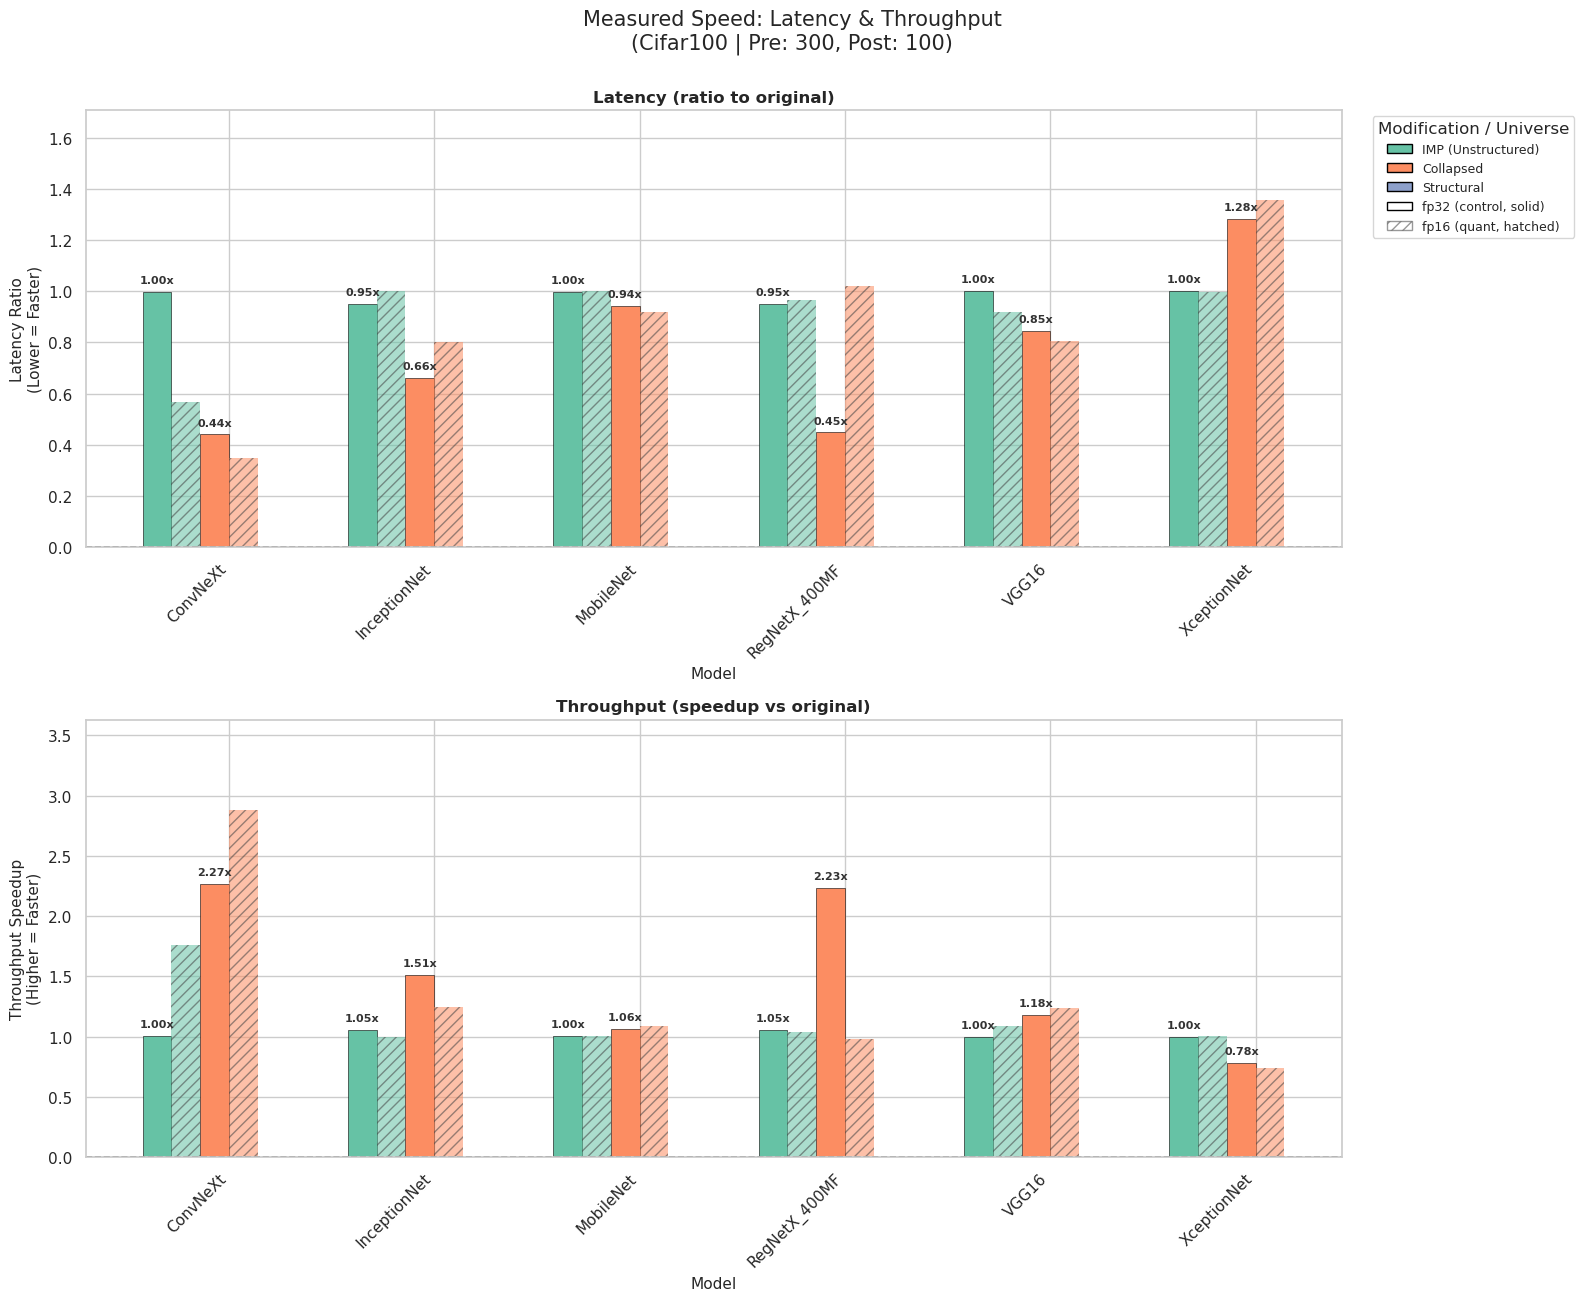 Measured Speed: Latency & Throughput
(Cifar100 | Pre: 300, Post: 100)
Latency (ratio to original)
Latency Ratio
(Lower = Faster)
1.6
1.4
1.2
1.0
0.8
0.6
0.4
0.2
0.0
1.00x
0.44x
0.95x
0.66x
1.00x
0.94x
0.95x
0.45x
1.00x
0.85x
1.00x
1.28x
ConvNeXt
InceptionNet
MobileNet
RegNetX_400MF
VGG16
XceptionNet
Model
Modification / Universe
IMP (Unstructured)
Collapsed
Structural
fp32 (control, solid)
fp16 (quant, hatched)
Throughput (speedup vs original)
Throughput Speedup
(Higher = Faster)
3.5
3.0
2.5
2.0
1.5
1.0
0.5
0.0
1.00x
2.27x
1.05x
1.51x
1.00x
1.06x
1.05x
2.23x
1.00x
1.18x
1.00x
0.78x
ConvNeXt
InceptionNet
MobileNet
RegNetX_400MF
VGG16
XceptionNet
Model